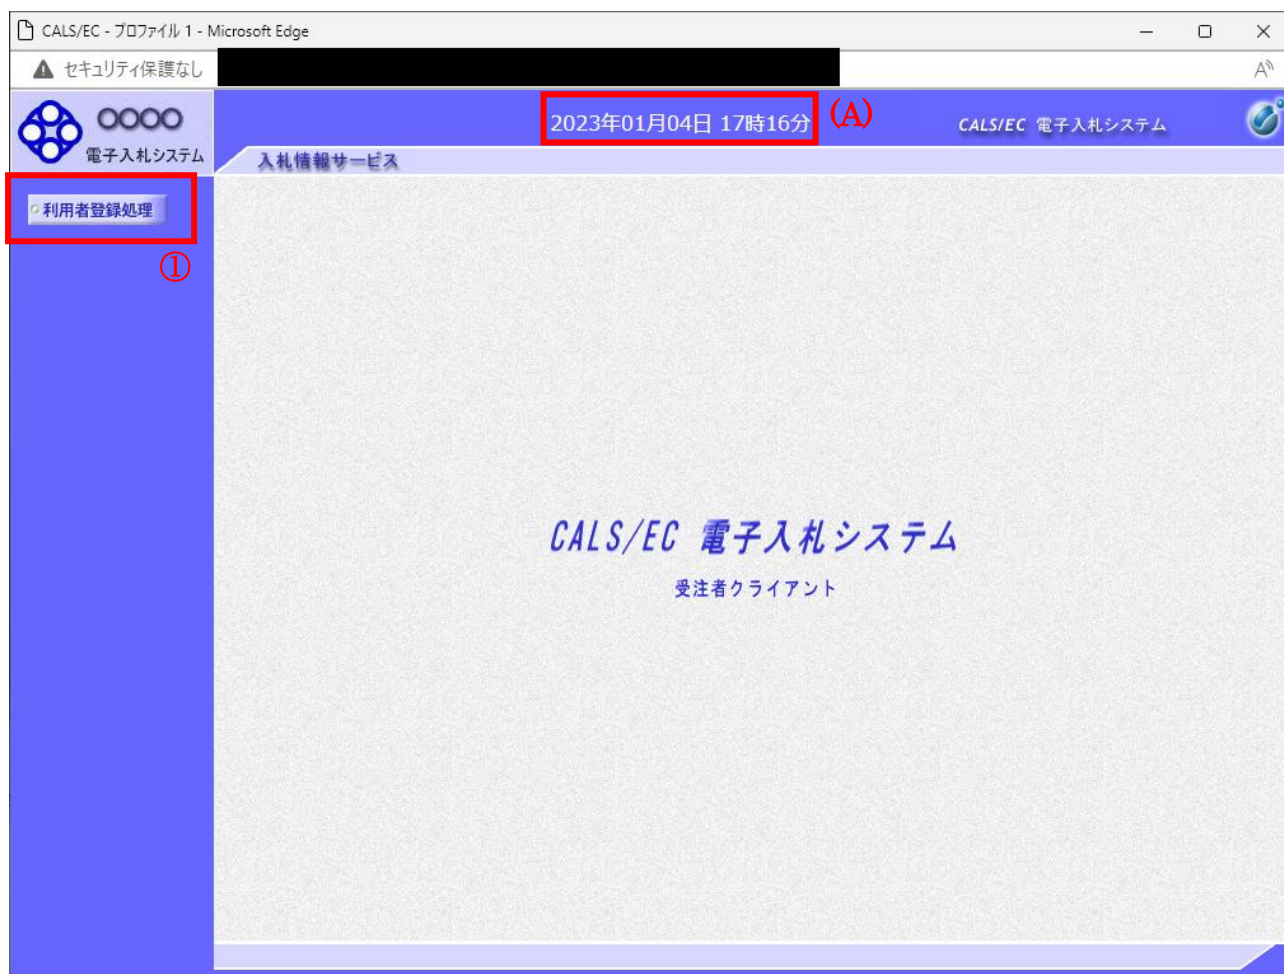 CALS/EC - プロファイル 1 - Microsoft Edge
セキュリティ保護なし
〇〇〇〇
電子入札システム
2023年01月04日 17時16分
(A)
CALS/EC 電子入札システム
入札情報サービス
利用者登録処理
①
CALS/EC 電子入札システム
受注者クライアント